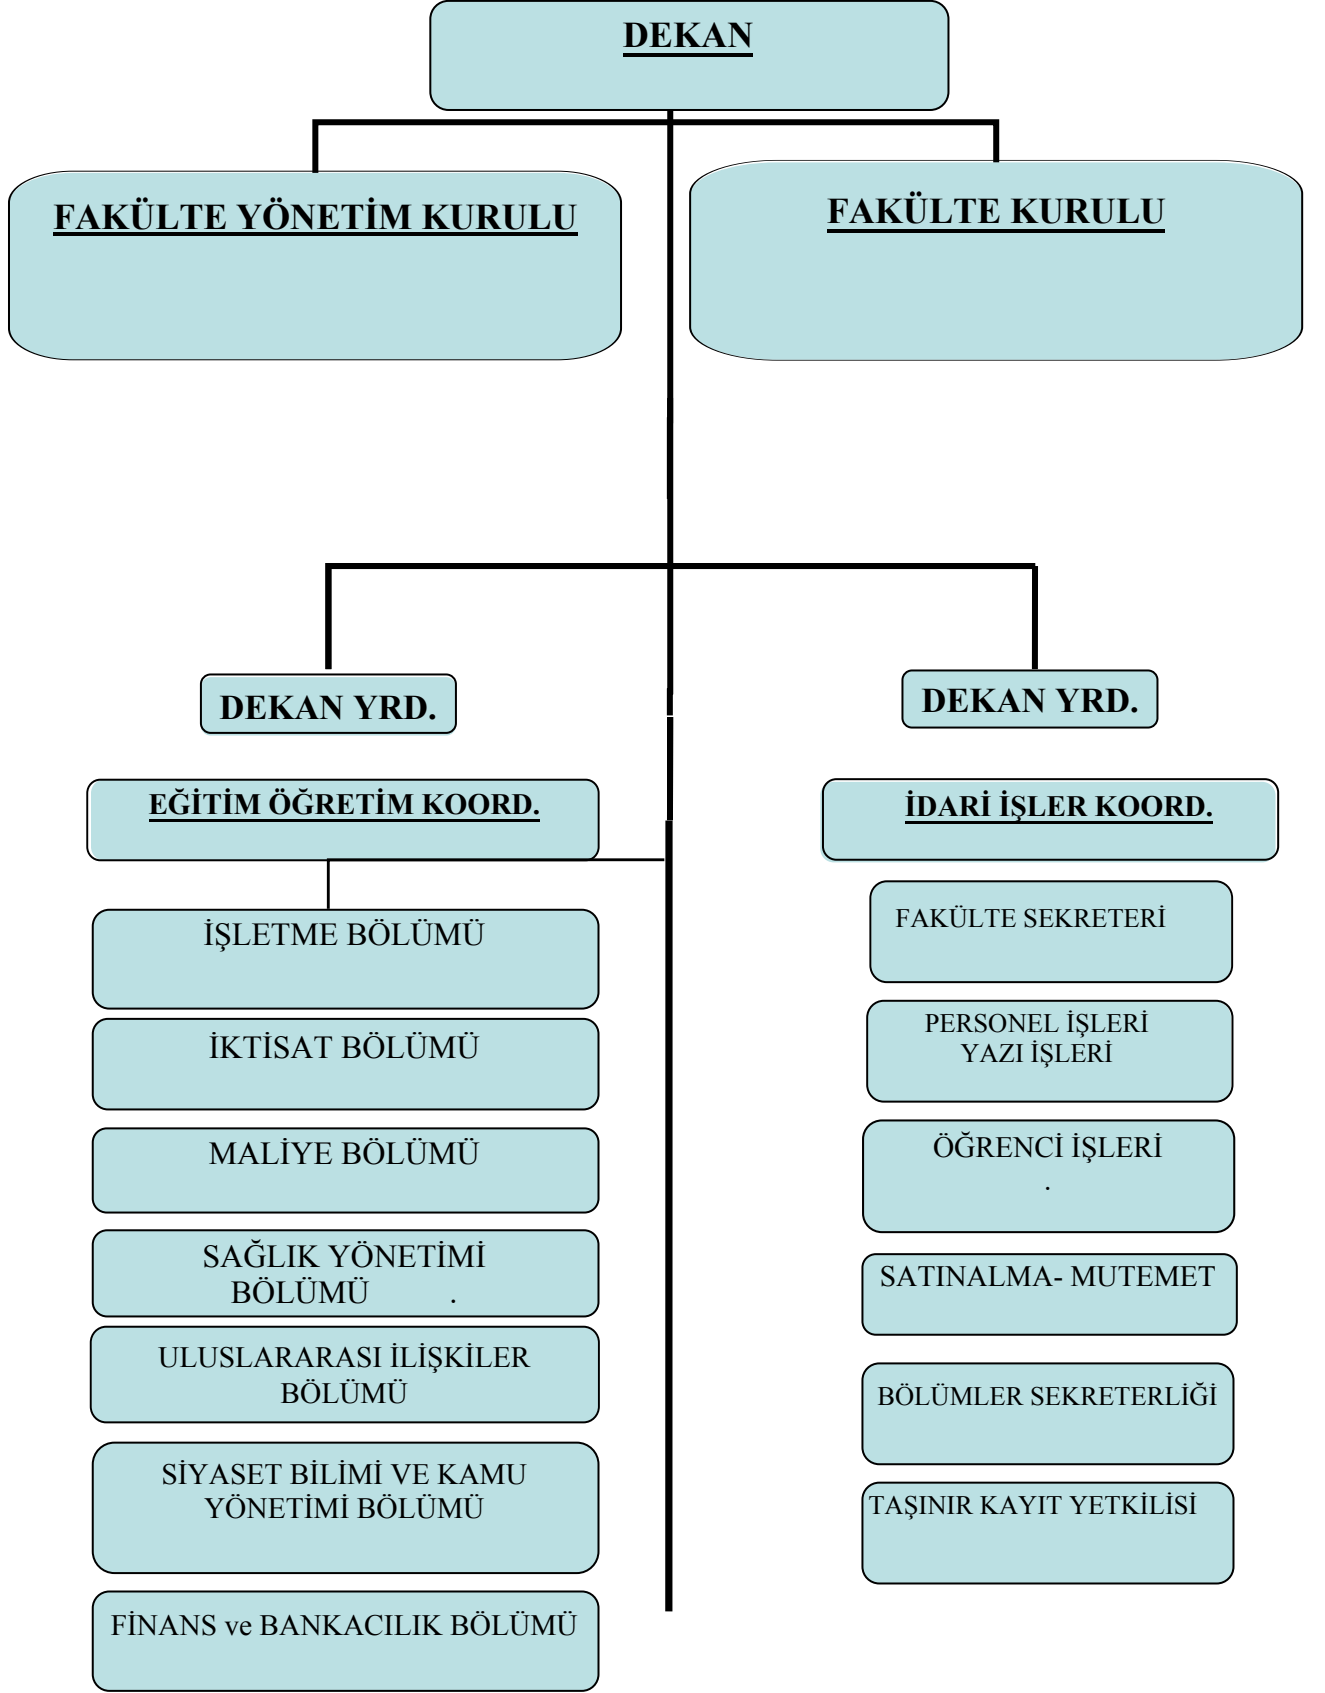 DEKAN
FAKÜLTE YÖNETİM KURULU
FAKÜLTE KURULU
DEKAN YRD.
EĞİTİM ÖĞRETİM KOORD.
İŞLETME BÖLÜMÜ
İKTİSAT BÖLÜMÜ
MALİYE BÖLÜMÜ
SAĞLIK YÖNETİMİ
BÖLÜMÜ .
ULUSLARARASI İLİŞKİLER
BÖLÜMÜ
SİYASET BİLİMİ VE KAMU
YÖNETİMİ BÖLÜMÜ
FİNANS ve BANKACILIK BÖLÜMÜ
DEKAN YRD.
İDARİ İŞLER KOORD.
FAKÜLTE SEKRETERİ
PERSONEL İŞLERİ
YAZI İŞLERİ
ÖĞRENCİ İŞLERİ
.
SATINALMA- MUTEMET
BÖLÜMLER SEKRETERLİĞİ
TAŞINIR KAYIT YETKİLİSİ